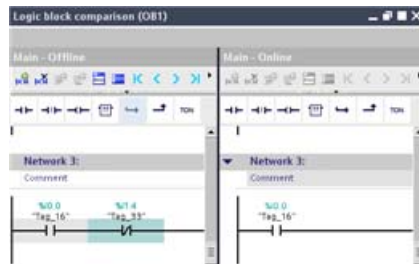 Logic block comparison (OB1)
Main - Offline
Main - Online
TON
TON
Network 3:
Comment
Network 3:
Comment
%I0.0
"Tag_16"
%I1.4
"Tag_33"
%I0.0
"Tag_16"